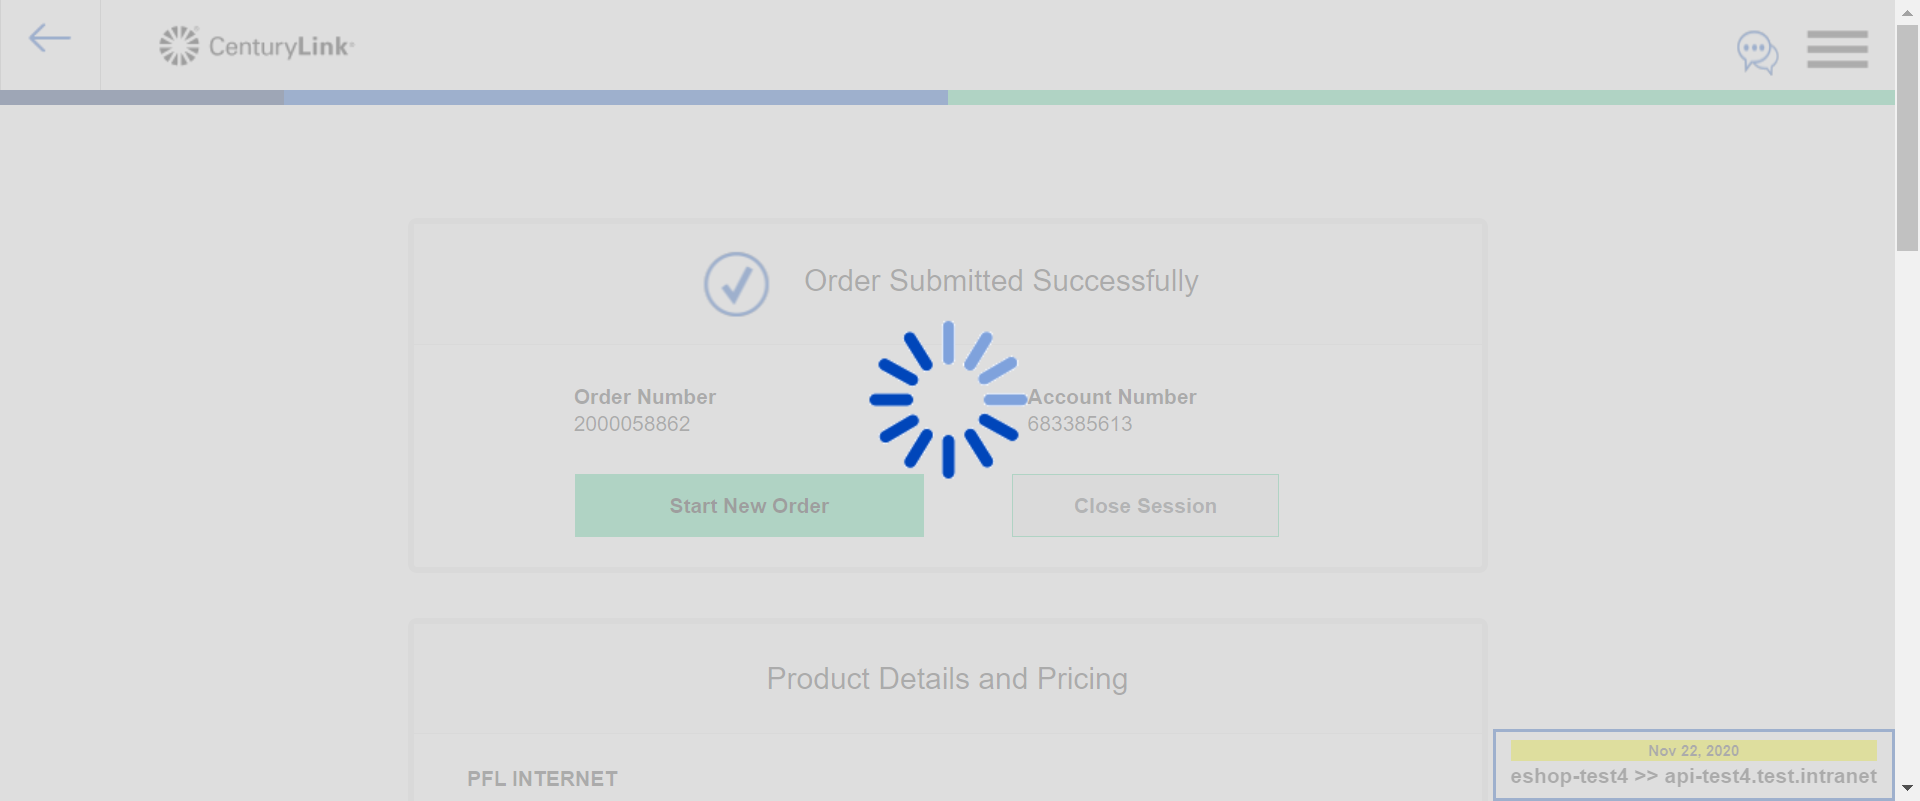 CenturyLink
Order Submitted Successfully
Order Number
2000058862
Account Number
683385613
Start New Order
Close Session
Product Details and Pricing
PFL INTERNET
Nov 22, 2020
eshop-test4 >> api-test4.test.intranet